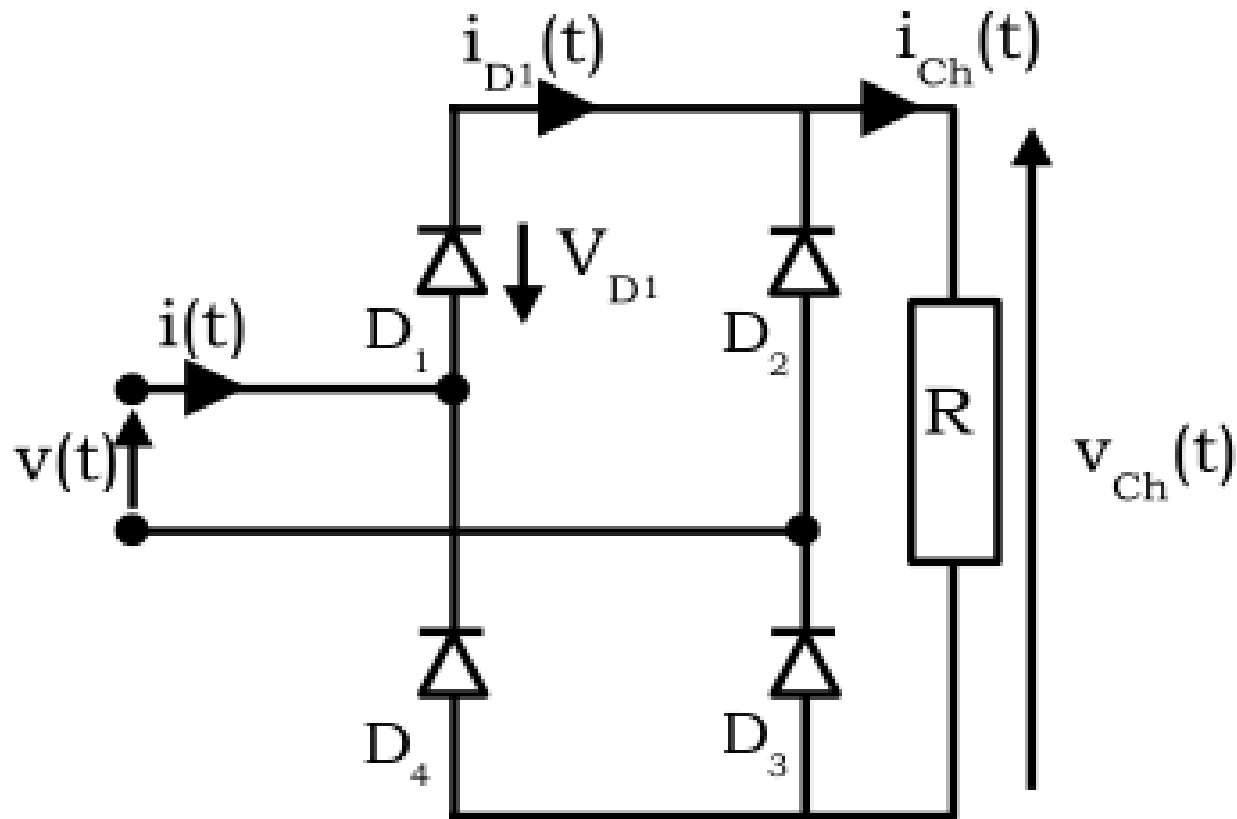 i_D1(t)
i_Ch(t)
V_D1
i(t)
D_1
D_2
R
v(t)
v_Ch(t)
D_4
D_3